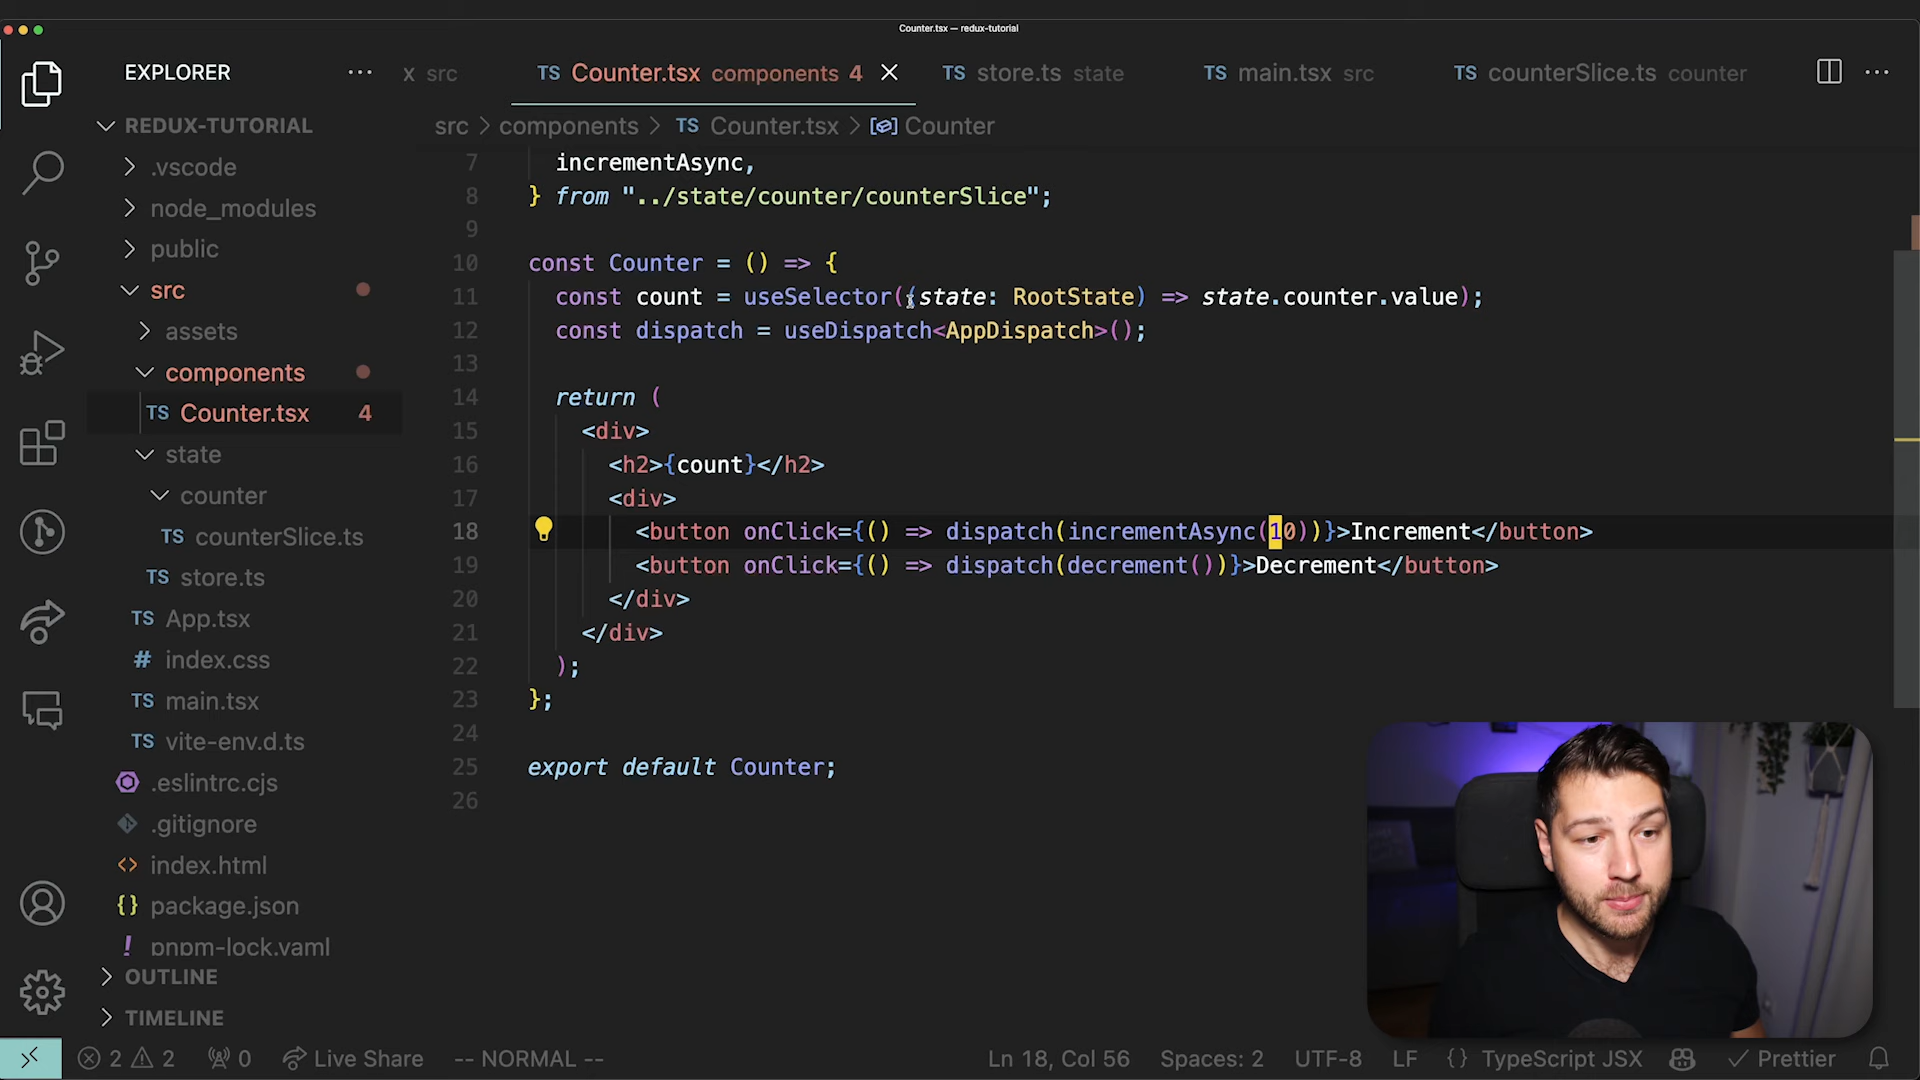 Counter.tsx — redux-tutorial
EXPLORER
x src
TS Counter.tsx components 4
TS store.ts state
TS main.tsx src
TS counterSlice.ts counter
REDUX-TUTORIAL
.vscode
node_modules
public
src
assets
components
TS Counter.tsx 4
state
counter
TS counterSlice.ts
TS store.ts
TS App.tsx
# index.css
TS main.tsx
TS vite-env.d.ts
.eslintrc.cjs
.gitignore
<> index.html
{} package.json
! pnpm-lock.yaml
OUTLINE
TIMELINE
src > components > TS Counter.tsx > Counter
7 incrementAsync,
8 } from "../state/counter/counterSlice";
9
10 const Counter = () => {
11 const count = useSelector((state: RootState) => state.counter.value);
12 const dispatch = useDispatch<AppDispatch>();
13
14 return (
15 <div>
16 <h2>{count}</h2>
17 <div>
18 <button onClick={() => dispatch(incrementAsync(10))}>Increment</button>
19 <button onClick={() => dispatch(decrement())}>Decrement</button>
20 </div>
21 </div>
22 );
23 };
24
25 export default Counter;
26
2 2 0 Live Share -- NORMAL -- Ln 18, Col 56 Spaces: 2 UTF-8 LF {} TypeScript JSX Prettier